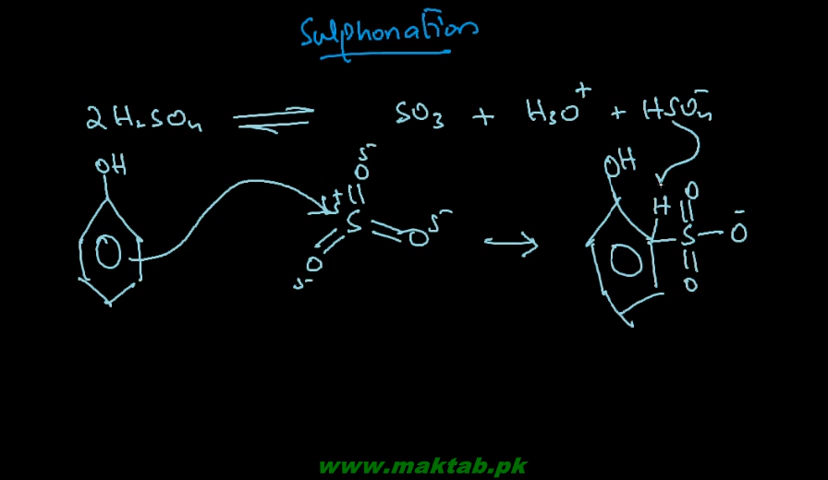 Sulphonation
2H₂SO₄ ⇌ SO₃ + H₃O⁺ + HSO₄⁻
OH
δ-
O
δ+
S
O δ-
O
δ-
→
OH
H
O
S
O⁻
O
www.maktab.pk